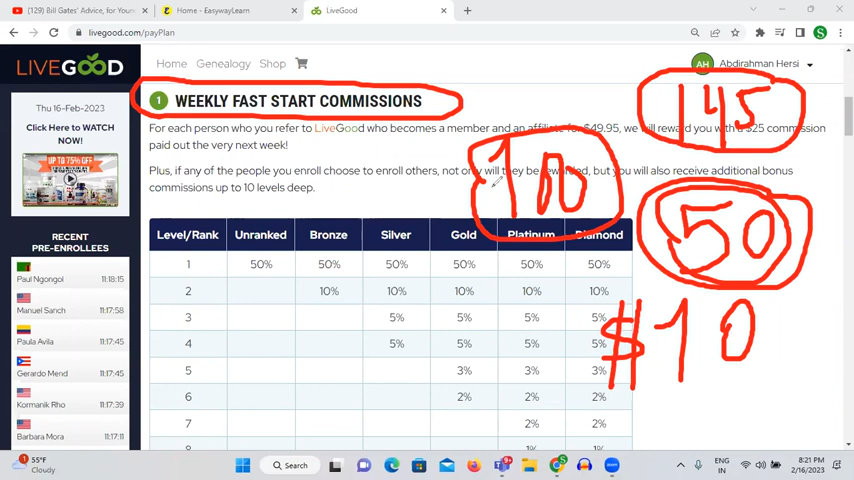 (129) Bill Gates' Advice, for Youn
Home - EasywayLearn
LiveGood
livegood.com/payPlan
S
LIVEGOOD
Home Genealogy Shop
AH Abdirahman Hersi
Thu 16-Feb-2023
Click Here to WATCH NOW!
UP TO 75% OFF
RECENT
PRE-ENROLLEES
Paul Ngongol 11:18:15
Manuel Sanch 11:17:58
Paula Avila 11:17:45
Gerardo Mend 11:17:45
Kormanik Rho 11:17:39
Barbara Mora 11:17:11
1 WEEKLY FAST START COMMISSIONS
For each person who you refer to LiveGood who becomes a member and an affiliate for $49.95, we will reward you with a $25 commission
paid out the very next week!
Plus, if any of the people you enroll choose to enroll others, not only will they be rewarded, but you will also receive additional bonus
commissions up to 10 levels deep.
145
100
50
$10
Level/Rank Unranked Bronze Silver Gold Platinum Diamond
1 50% 50% 50% 50% 50% 50%
2 10% 10% 10% 10% 10%
3 5% 5% 5% 5%
4 5% 5% 5% 5%
5 3% 3% 3%
6 2% 2% 2%
7 2% 2%
8 1% 1%
55°F
Cloudy
Search
9+
ENG
IN
8:21 PM
2/16/2023